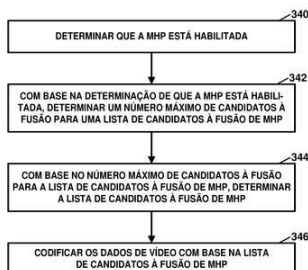 340
DETERMINAR QUE A MHP ESTÁ HABILITADA
342
COM BASE NA DETERMINAÇÃO DE QUE A MHP ESTÁ HABILI-
TADA, DETERMINAR UM NÚMERO MÁXIMO DE CANDIDATOS À
FUSÃO PARA UMA LISTA DE CANDIDATOS À FUSÃO DE MHP
344
COM BASE NO NÚMERO MÁXIMO DE CANDIDATOS À FUSÃO
PARA A LISTA DE CANDIDATOS À FUSÃO DE MHP, DETERMINAR
A LISTA DE CANDIDATOS À FUSÃO DE MHP
346
CODIFICAR OS DADOS DE VÍDEO COM BASE NA LISTA
DE CANDIDATOS À FUSÃO DE MHP